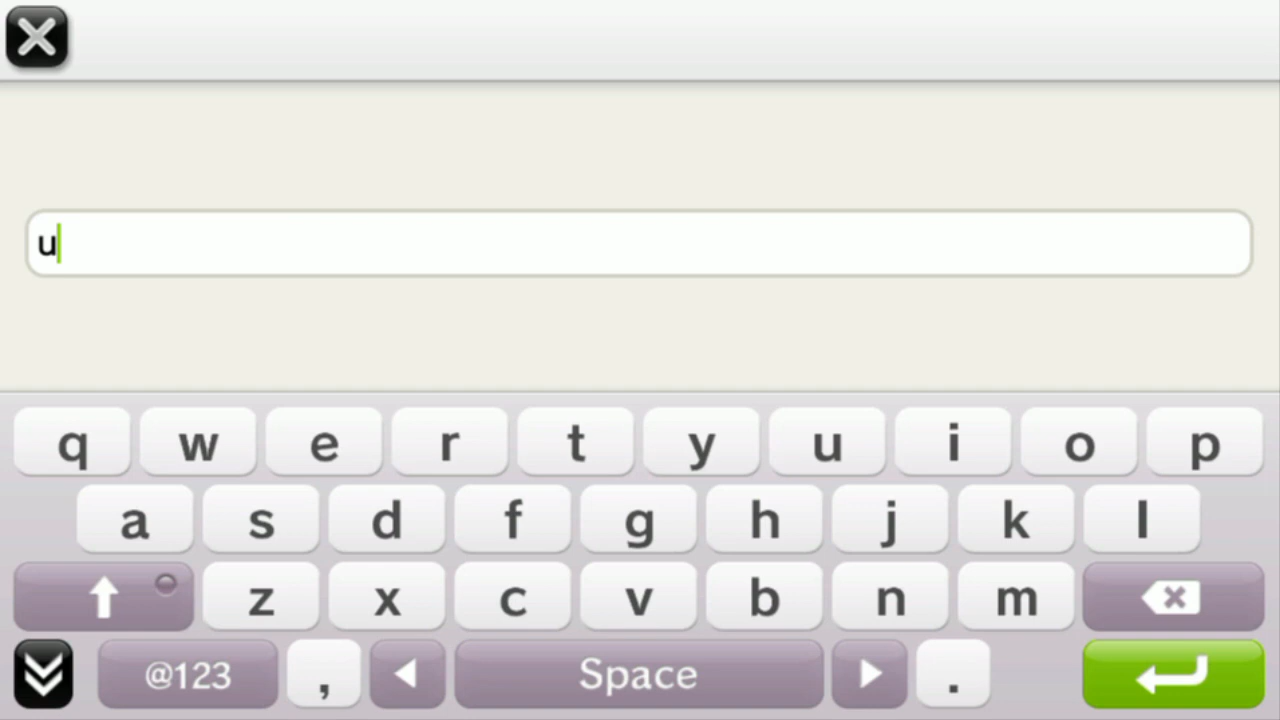 u
q w e r t y u i o p
a s d f g h j k l
z x c v b n m
@123 , Space .